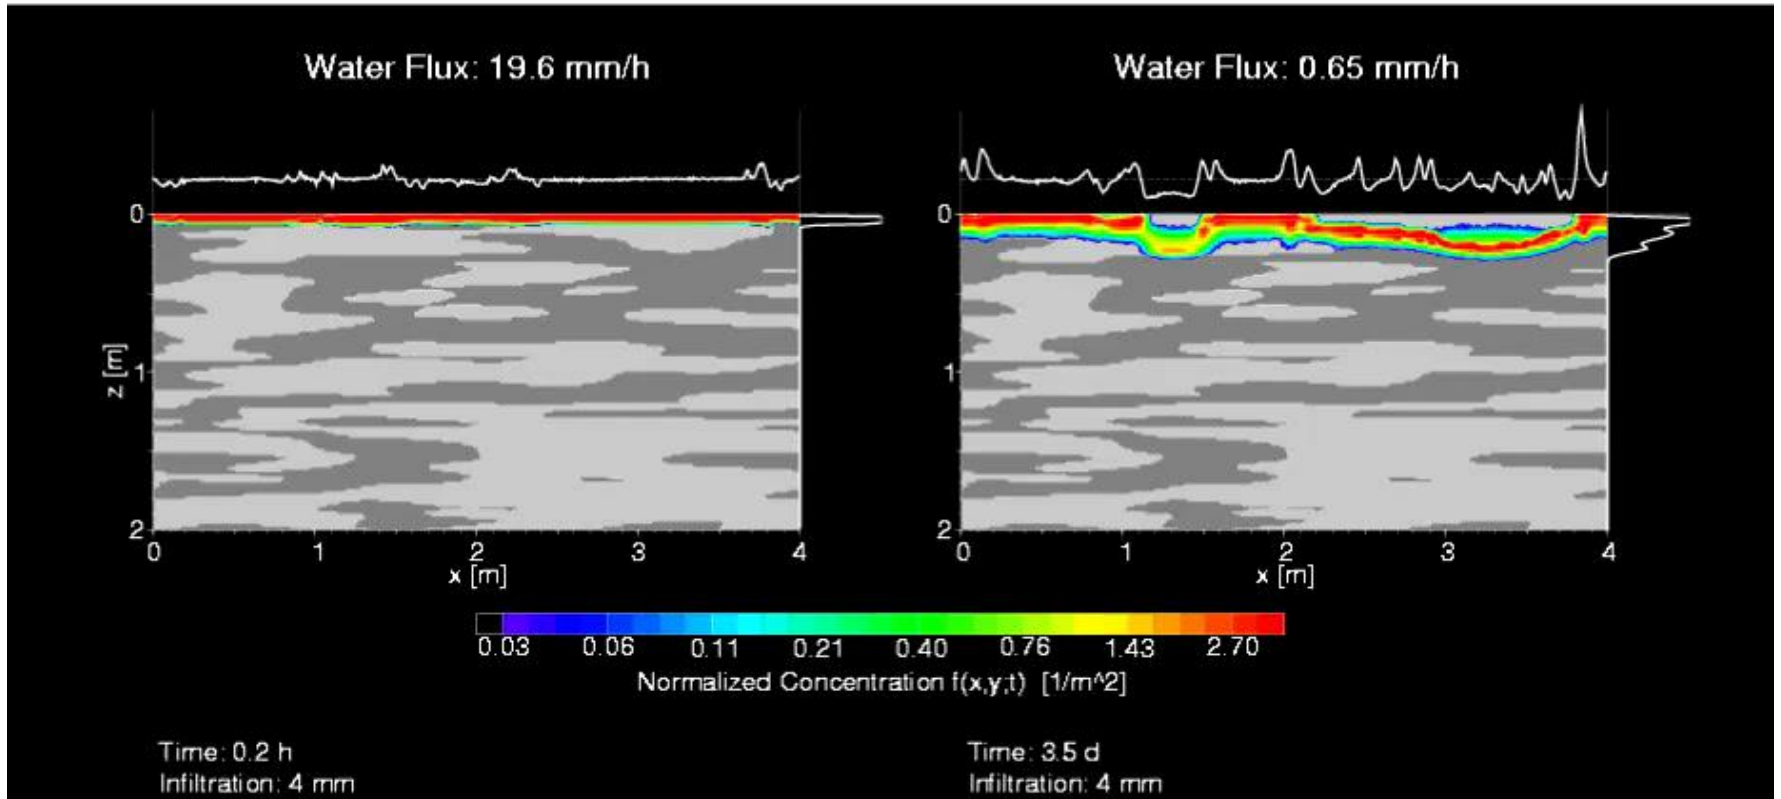 Water Flux: 19.6 mm/h
Water Flux: 0.65 mm/h
0
1
2
z [m]
0 1 2 3 4
x [m]
0
1
2
0 1 2 3 4
x [m]
0.03 0.06 0.11 0.21 0.40 0.76 1.43 2.70
Normalized Concentration f(x,y;t) [1/m^2]
Time: 0.2 h
Infiltration: 4 mm
Time: 3.5 d
Infiltration: 4 mm